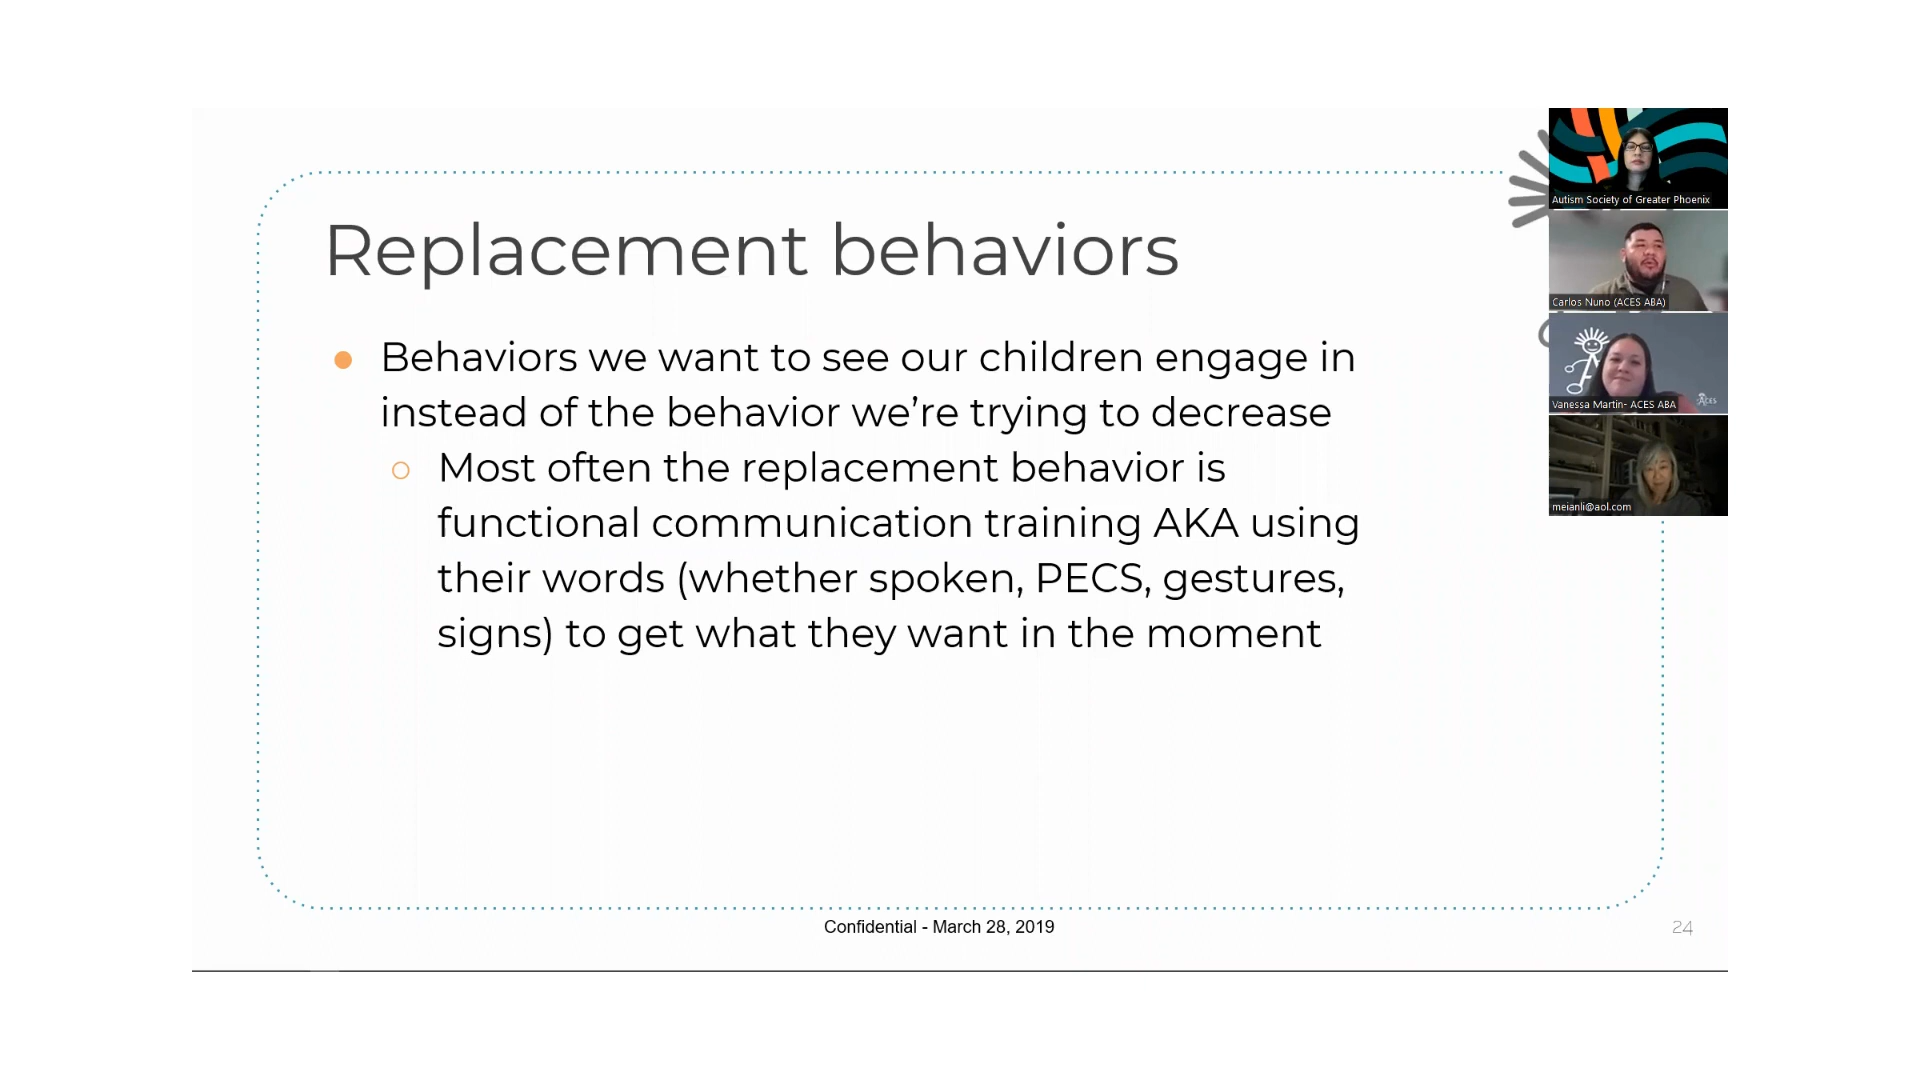 Replacement behaviors
● Behaviors we want to see our children engage in
instead of the behavior we’re trying to decrease
○ Most often the replacement behavior is
functional communication training AKA using
their words (whether spoken, PECS, gestures,
signs) to get what they want in the moment
Confidential - March 28, 2019
24
Autism Society of Greater Phoenix
Carlos Nuno (ACES ABA)
ACES
Vanessa Martin- ACES ABA
meianli@aol.com